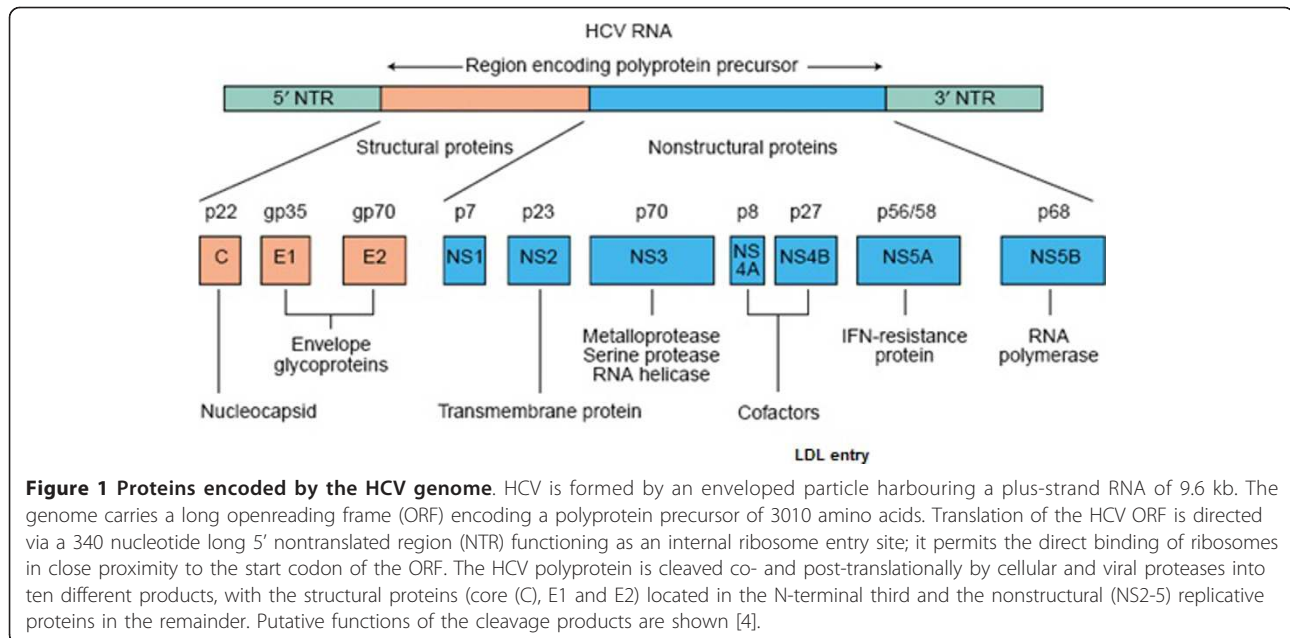 HCV RNA
Region encoding polyprotein precursor
5' NTR 3' NTR
Structural proteins Nonstructural proteins
p22 gp35 gp70 p7 p23 p70 p8 p27 p56/58 p68
C E1 E2 NS1 NS2 NS3 NS 4A NS4B NS5A NS5B
Envelope
glycoproteins
Metalloprotease
Serine protease
RNA helicase
IFN-resistance
protein
RNA
polymerase
Nucleocapsid Transmembrane protein Cofactors
LDL entry
Figure 1 Proteins encoded by the HCV genome. HCV is formed by an enveloped particle harbouring a plus-strand RNA of 9.6 kb. The
genome carries a long openreading frame (ORF) encoding a polyprotein precursor of 3010 amino acids. Translation of the HCV ORF is directed
via a 340 nucleotide long 5' nontranslated region (NTR) functioning as an internal ribosome entry site; it permits the direct binding of ribosomes
in close proximity to the start codon of the ORF. The HCV polyprotein is cleaved co- and post-translationally by cellular and viral proteases into
ten different products, with the structural proteins (core (C), E1 and E2) located in the N-terminal third and the nonstructural (NS2-5) replicative
proteins in the remainder. Putative functions of the cleavage products are shown [4].